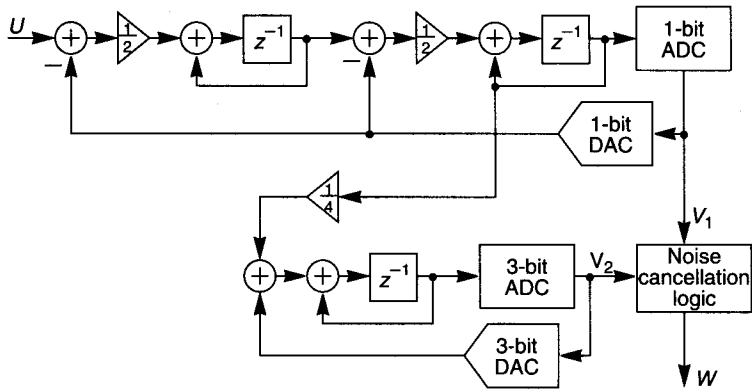 U
1/2
z⁻¹
1/2
z⁻¹
1-bit
ADC
1-bit
DAC
1/4
V₁
z⁻¹
3-bit
ADC
V₂
Noise
cancellation
logic
3-bit
DAC
W